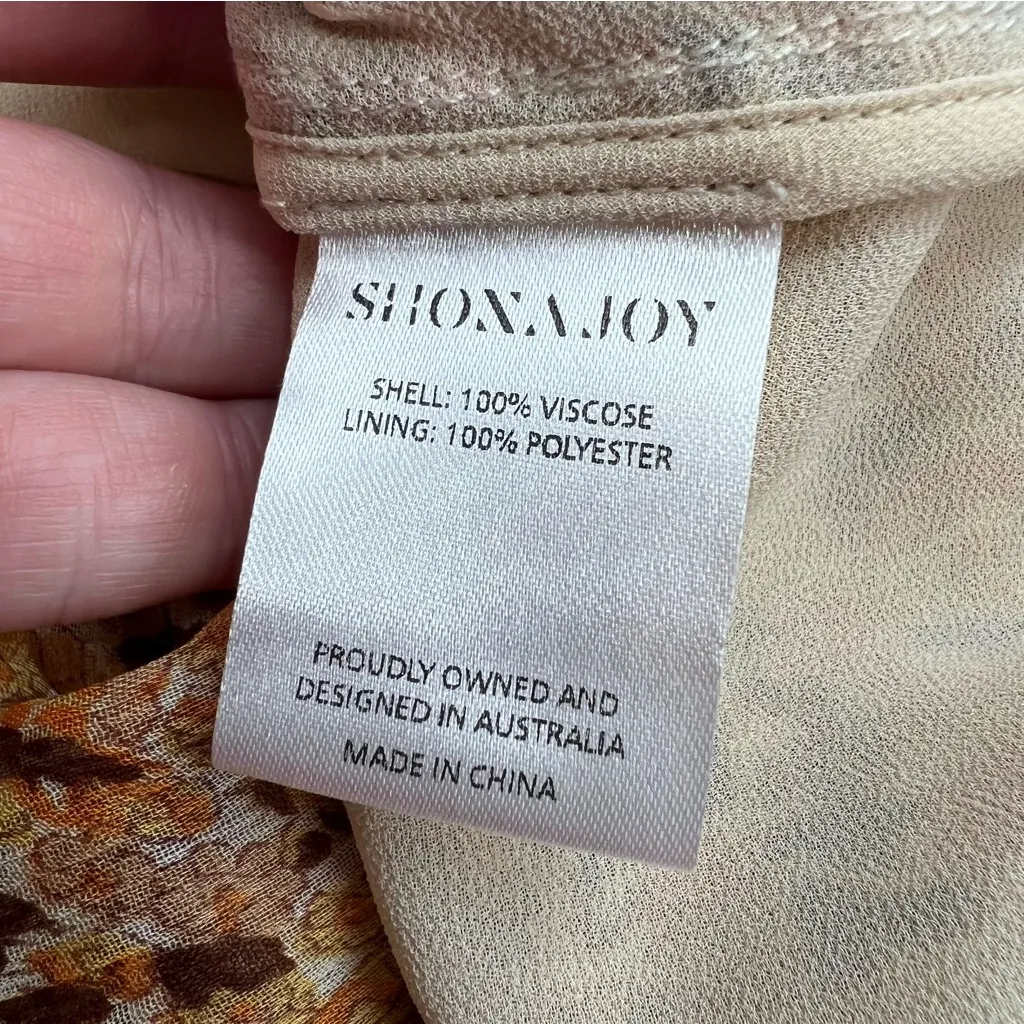 SHONA JOY
SHELL: 100% VISCOSE
LINING: 100% POLYESTER
PROUDLY OWNED AND
DESIGNED IN AUSTRALIA
MADE IN CHINA